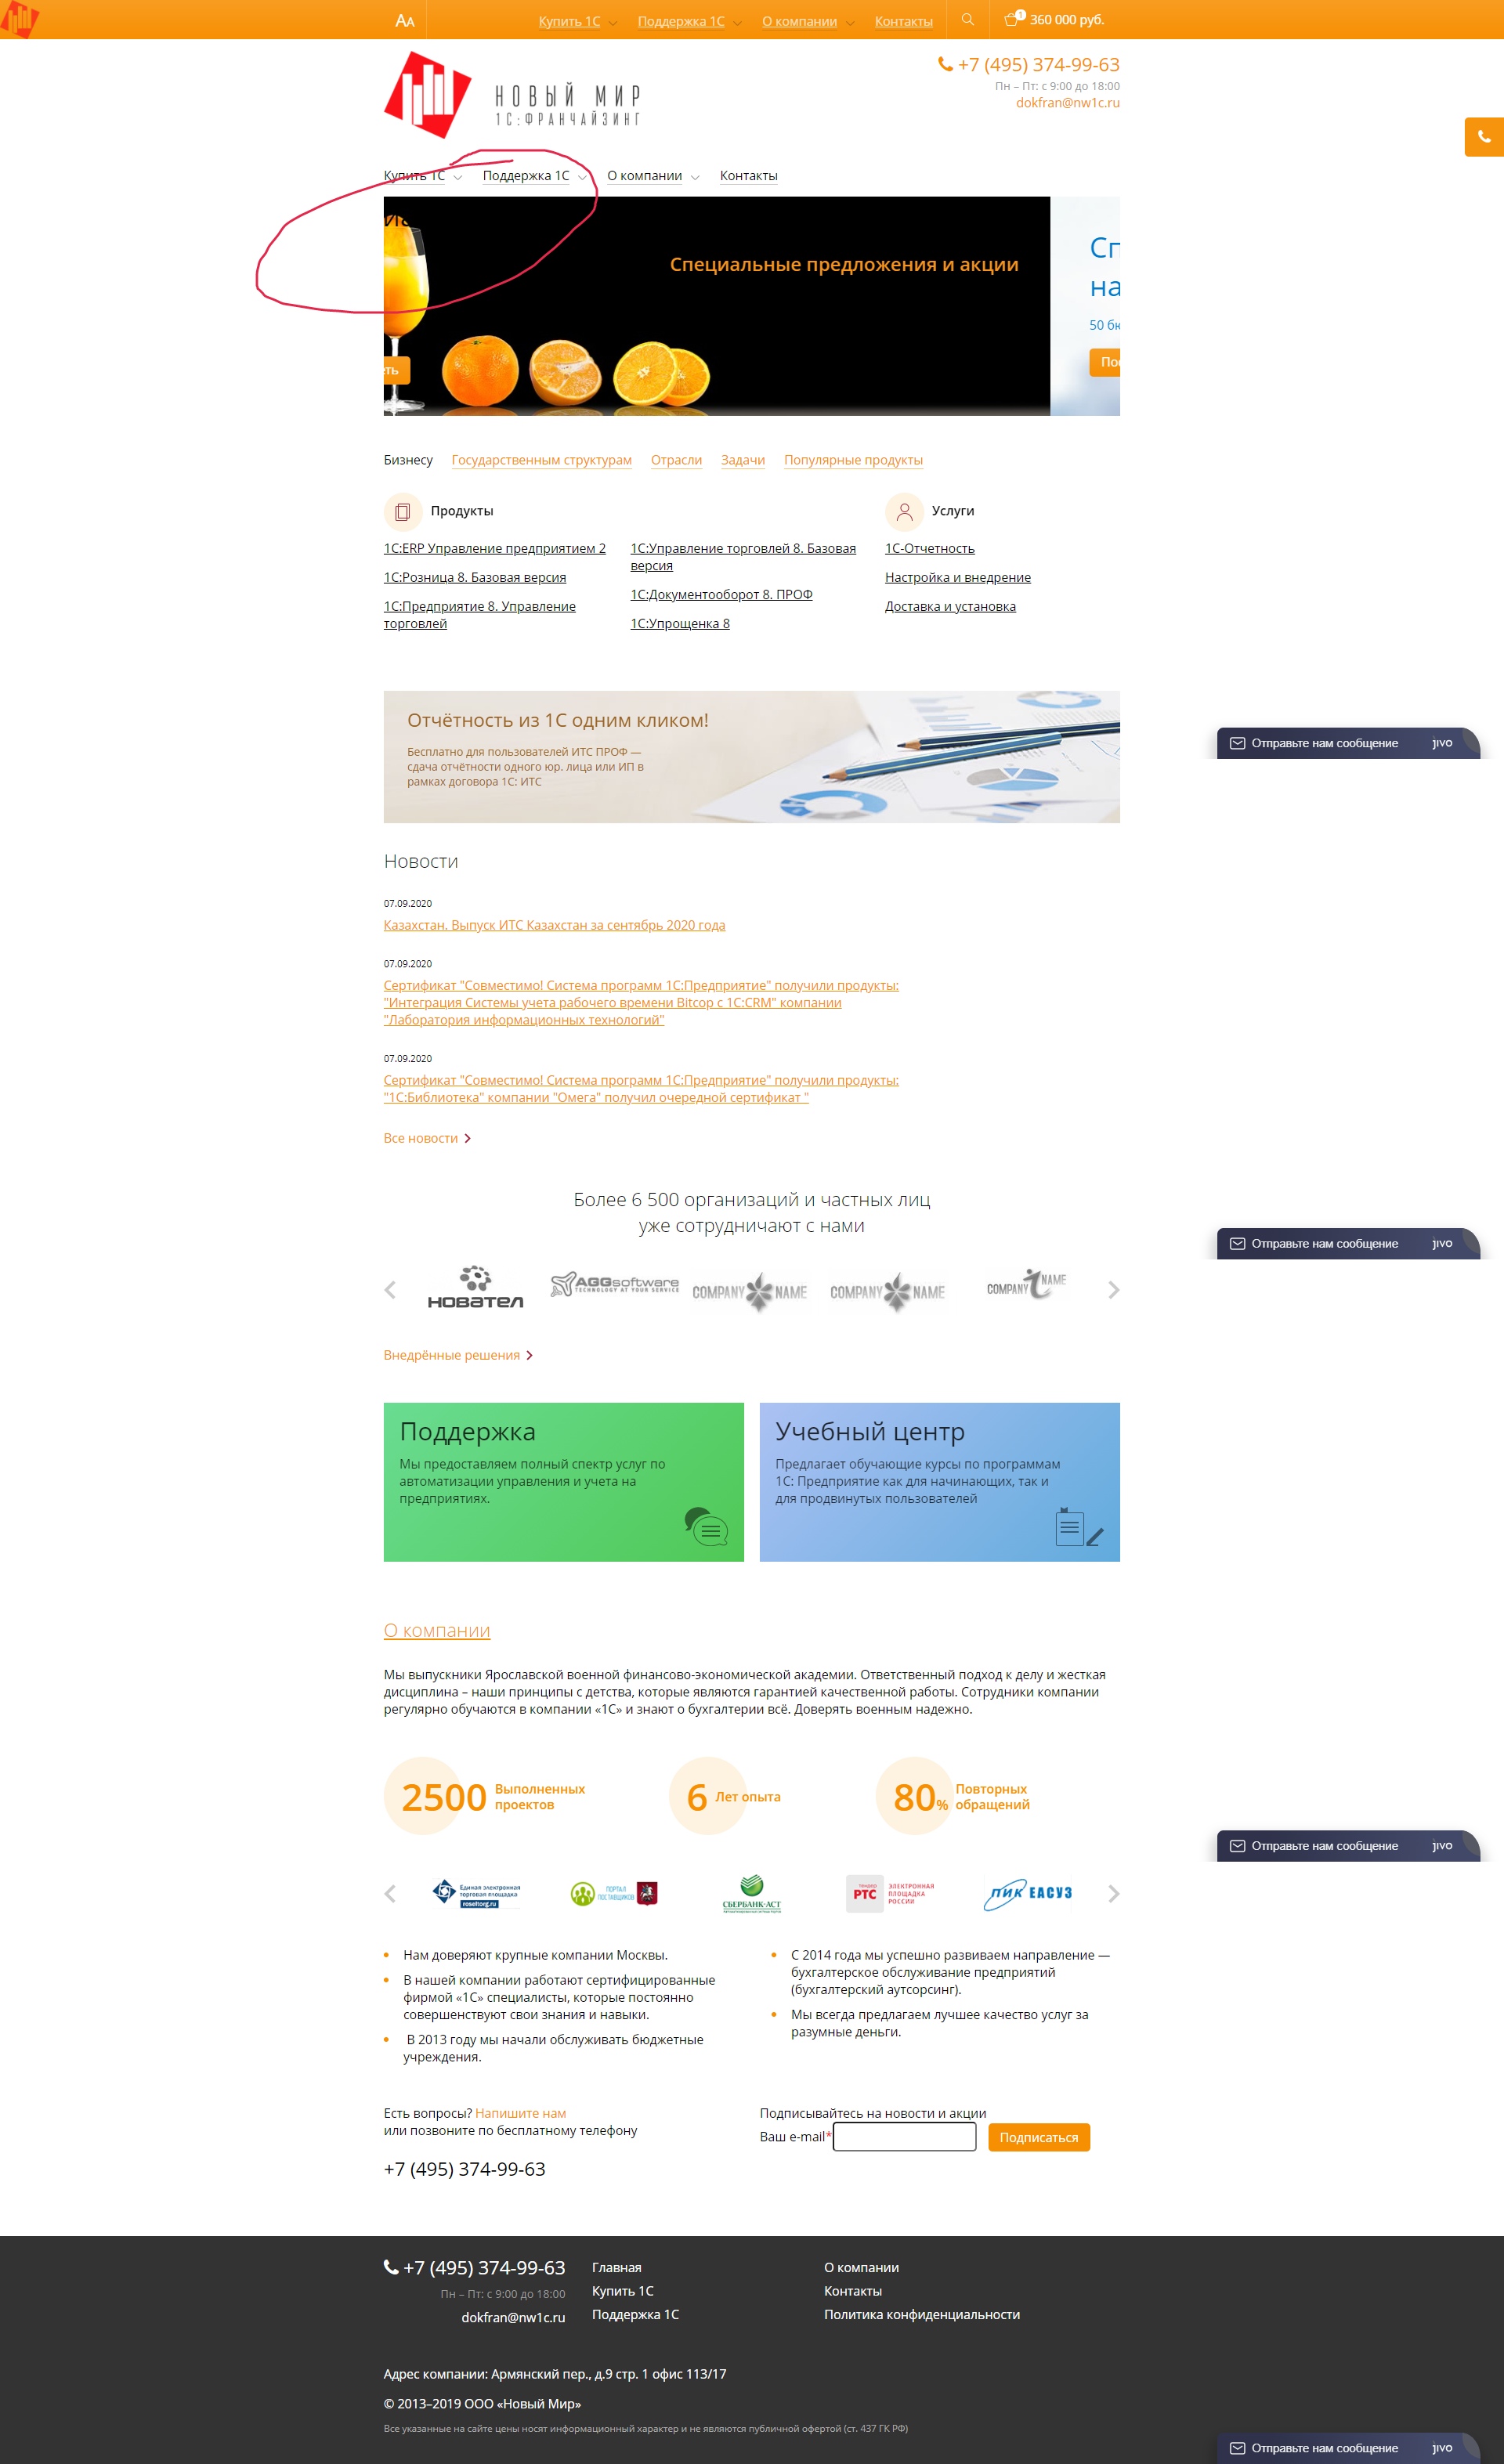 AA
Купить 1С
Поддержка 1С
О компании
Контакты
1
360 000 руб.
НОВЫЙ МИР
1С:ФРАНЧАЙЗИНГ
+7 (495) 374-99-63
Пн – Пт: с 9:00 до 18:00
dokfran@nw1c.ru
Купить 1С
Поддержка 1С
О компании
Контакты
Специальные предложения и акции
Сп
на
50 бю
Бизнесу
Государственным структурам
Отрасли
Задачи
Популярные продукты
Продукты
1С:ERP Управление предприятием 2
1С:Розница 8. Базовая версия
1С:Предприятие 8. Управление
торговлей
1С:Управление торговлей 8. Базовая
версия
1С:Документооборот 8. ПРОФ
1С:Упрощенка 8
Услуги
1С-Отчетность
Настройка и внедрение
Доставка и установка
Отчётность из 1С одним кликом!
Бесплатно для пользователей ИТС ПРОФ —
сдача отчётности одного юр. лица или ИП в
рамках договора 1С: ИТС
Отправьте нам сообщение jivo
Новости
07.09.2020
Казахстан. Выпуск ИТС Казахстан за сентябрь 2020 года
07.09.2020
Сертификат "Совместимо! Система программ 1С:Предприятие" получили продукты:
"Интеграция Системы учета рабочего времени Bitcop с 1С:CRM" компании
"Лаборатория информационных технологий"
07.09.2020
Сертификат "Совместимо! Система программ 1С:Предприятие" получили продукты:
"1С:Библиотека" компании "Омега" получил очередной сертификат "
Все новости
Более 6 500 организаций и частных лиц
уже сотрудничают с нами
Отправьте нам сообщение jivo
НОВАТЕЛ
AGGsoftware
TECHNOLOGY AT YOUR SERVICE
COMPANY NAME
COMPANY NAME
COMPANY NAME
Внедрённые решения
Поддержка
Мы предоставляем полный спектр услуг по
автоматизации управления и учета на
предприятиях.
Учебный центр
Предлагает обучающие курсы по программам
1С: Предприятие как для начинающих, так и
для продвинутых пользователей
О компании
Мы выпускники Ярославской военной финансово-экономической академии. Ответственный подход к делу и жесткая
дисциплина – наши принципы с детства, которые являются гарантией качественной работы. Сотрудники компании
регулярно обучаются в компании «1С» и знают о бухгалтерии всё. Доверять военным надежно.
2500 Выполненных
проектов
6 Лет опыта
80% Повторных
обращений
Отправьте нам сообщение jivo
Единая электронная
торговая площадка
roseltorg.ru
ПОРТАЛ
ПОСТАВЩИКОВ
СБЕРБАНК-АСТ
тендер
РТС
ЭЛЕКТРОННАЯ
ПЛОЩАДКА
РОССИИ
ПИК ЕАСУЗ
Нам доверяют крупные компании Москвы.
В нашей компании работают сертифицированные
фирмой «1С» специалисты, которые постоянно
совершенствуют свои знания и навыки.
В 2013 году мы начали обслуживать бюджетные
учреждения.
С 2014 года мы успешно развиваем направление —
бухгалтерское обслуживание предприятий
(бухгалтерский аутсорсинг).
Мы всегда предлагаем лучшее качество услуг за
разумные деньги.
Есть вопросы? Напишите нам
или позвоните по бесплатному телефону
+7 (495) 374-99-63
Подписывайтесь на новости и акции
Ваш e-mail*
Подписаться
+7 (495) 374-99-63
Пн – Пт: с 9:00 до 18:00
dokfran@nw1c.ru
Главная
Купить 1С
Поддержка 1С
О компании
Контакты
Политика конфиденциальности
Адрес компании: Армянский пер., д.9 стр. 1 офис 113/17
© 2013–2019 ООО «Новый Мир»
Все указанные на сайте цены носят информационный характер и не являются публичной офертой (ст. 437 ГК РФ)
Отправьте нам сообщение jivo